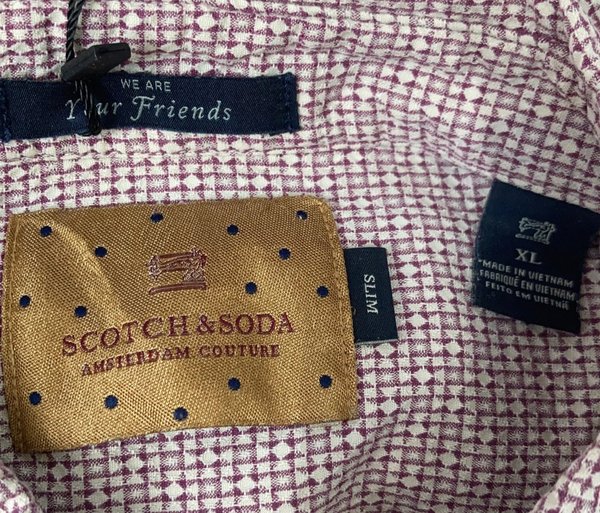 WE ARE
Your Friends
SCOTCH & SODA
AMSTERDAM COUTURE
SLIM
XL
"MADE IN VIETNAM
FABRIQUÉ EN VIETNAM
FEITO EM VIETNÃ